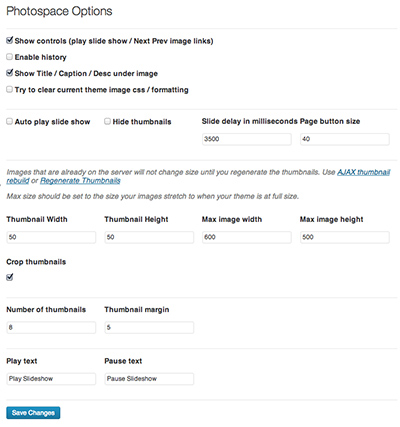 Photospace Options
Show controls (play slide show / Next Prev image links)
Enable history
Show Title / Caption / Desc under image
Try to clear current theme image css / formatting
Auto play slide show Hide thumbnails Slide delay in milliseconds Page button size
3500 40
Images that are already on the server will not change size until you regenerate the thumbnails. Use AJAX thumbnail
rebuild or Regenerate Thumbnails
Max size should be set to the size your images stretch to when your theme is at full size.
Thumbnail Width Thumbnail Height Max image width Max image height
50 50 600 500
Crop thumbnails
Number of thumbnails Thumbnail margin
8 5
Play text Pause text
Play Slideshow Pause Slideshow
Save Changes